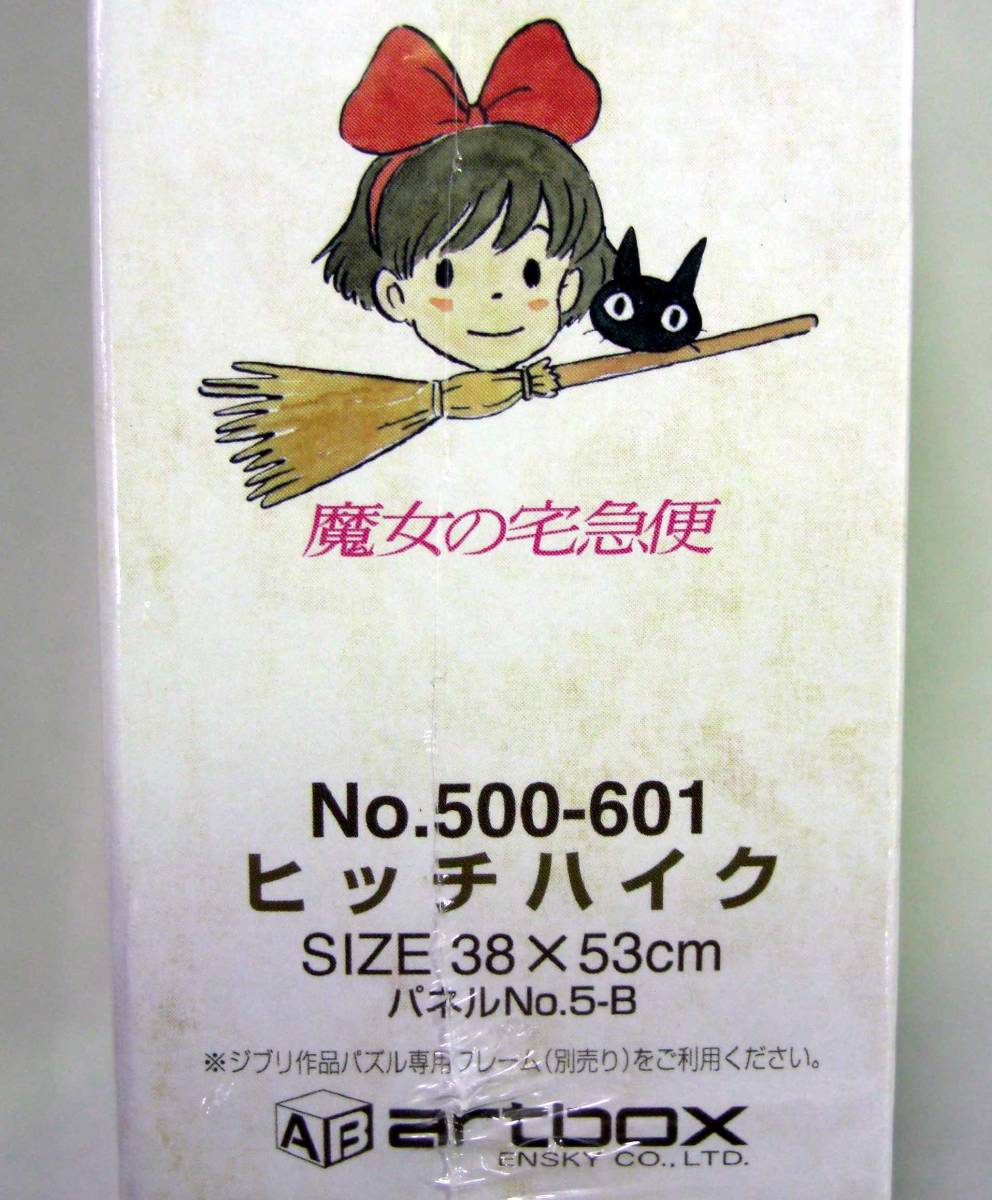 魔女の宅急便
No.500-601
ヒッチハイク
SIZE 38×53cm
パネルNo.5-B
※ジブリ作品パズル専用フレーム(別売り)をご利用ください。
AB artbox
ENSKY CO., LTD.